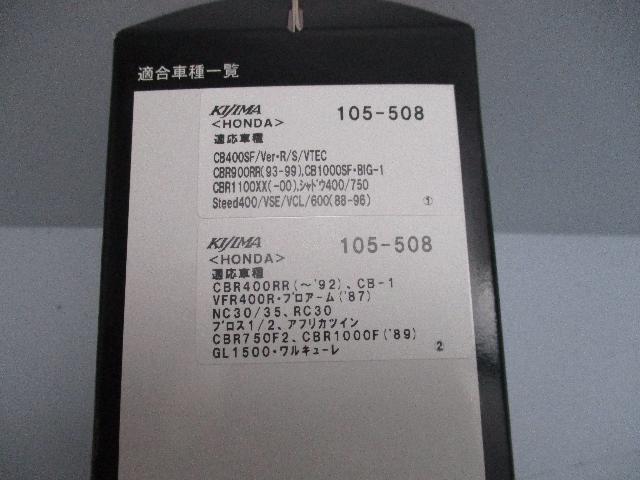 適合車種一覧
KIJIMA 105-508
<HONDA>
適応車種
CB400SF/Ver・R/S/VTEC
CBR900RR(93-99),CB1000SF・BIG-1
CBR1100XX(-00),シャドウ400/750
Steed400/VSE/VCL/600(88-96) ①
KIJIMA 105-508
<HONDA>
適応車種
CBR400RR(~'92)、CB-1
VFR400R・プロアーム('87)
NC30/35、RC30
ブロス1/2、アフリカツイン
CBR750F2、CBR1000F('89)
GL1500・ワルキューレ ②